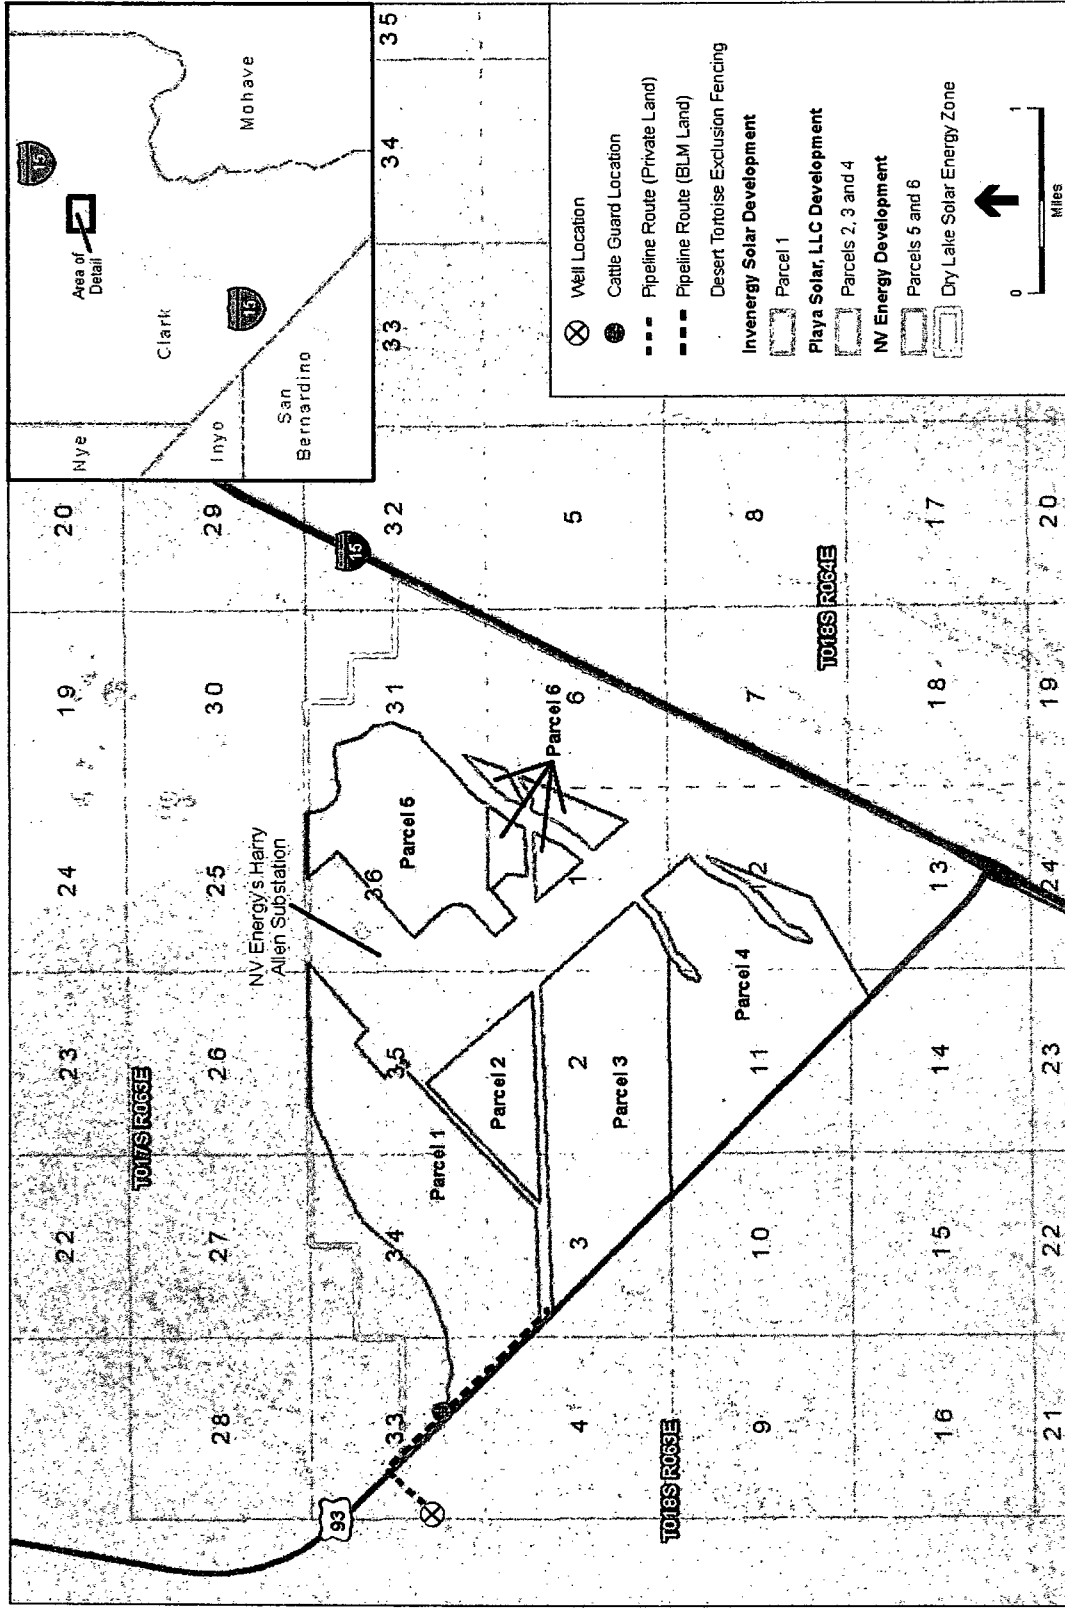 Nye
Clark
Area of
Detail
15
Inyo
San
Bernardino
15
Mohave
22
23
24
19
20
T017S R063E
28
27
26
25
30
29
NV Energy's Harry
Allen Substation
93
15
33
34
35
36
31
32
33
34
35
Parcel 1
Parcel 5
Parcel 2
Parcel 6
4
3
2
1
6
5
Parcel 3
T018S R063E
9
10
11
12
7
8
Parcel 4
T018S R064E
16
15
14
13
18
17
21
22
23
24
19
20
Well Location
Cattle Guard Location
Pipeline Route (Private Land)
Pipeline Route (BLM Land)
Desert Tortoise Exclusion Fencing
Invenergy Solar Development
Parcel 1
Playa Solar, LLC Development
Parcels 2, 3 and 4
NV Energy Development
Parcels 5 and 6
Dry Lake Solar Energy Zone
0
1
Miles